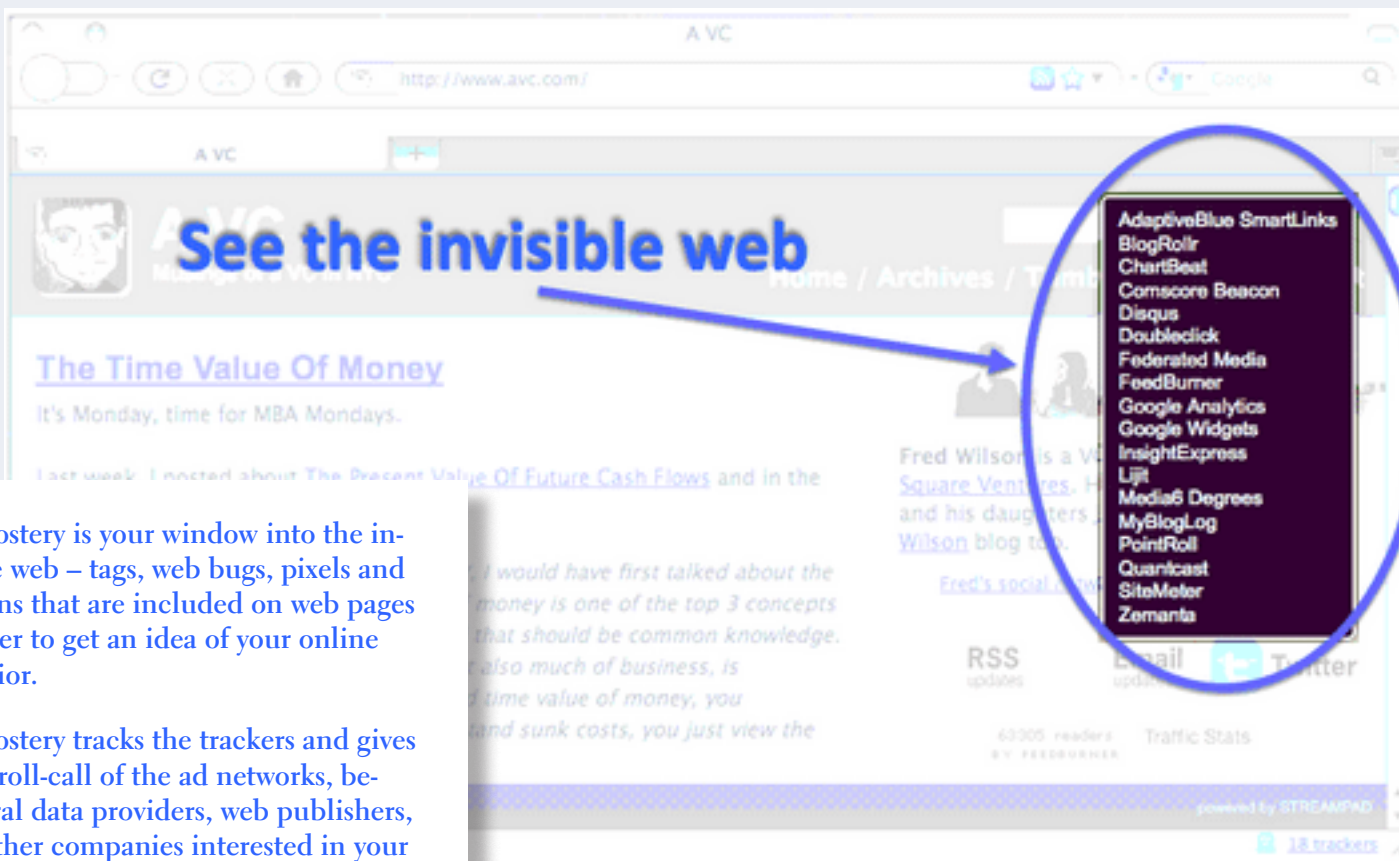 A VC
http://www.avc.com/
Google
A VC
A VC
See the invisible web
Home / Archives /
AdaptiveBlue SmartLinks
BlogRollr
ChartBeat
Comscore Beacon
Disqus
Doubleclick
Federated Media
FeedBurner
Google Analytics
Google Widgets
InsightExpress
Lijit
Media6 Degrees
MyBlogLog
PointRoll
Quantcast
SiteMeter
Zemanta
The Time Value Of Money
It's Monday, time for MBA Mondays.
Last week, I posted about The Present Value Of Future Cash Flows and in the
I would have first talked about the
money is one of the top 3 concepts
that should be common knowledge.
also much of business, is
time value of money, you
sunk costs, you just view the
Fred Wilson is a
Square Ventures.
and his daughters
Wilson blog too.
Fred's social
RSS
updates
Email
Twitter
63305 readers
BY FEEDBURNER
Traffic Stats
powered by STREAMPAD
18 trackers
ostery is your window into the in-
e web – tags, web bugs, pixels and
ns that are included on web pages
er to get an idea of your online
ior.
ostery tracks the trackers and gives
roll-call of the ad networks, be-
ral data providers, web publishers,
ther companies interested in your